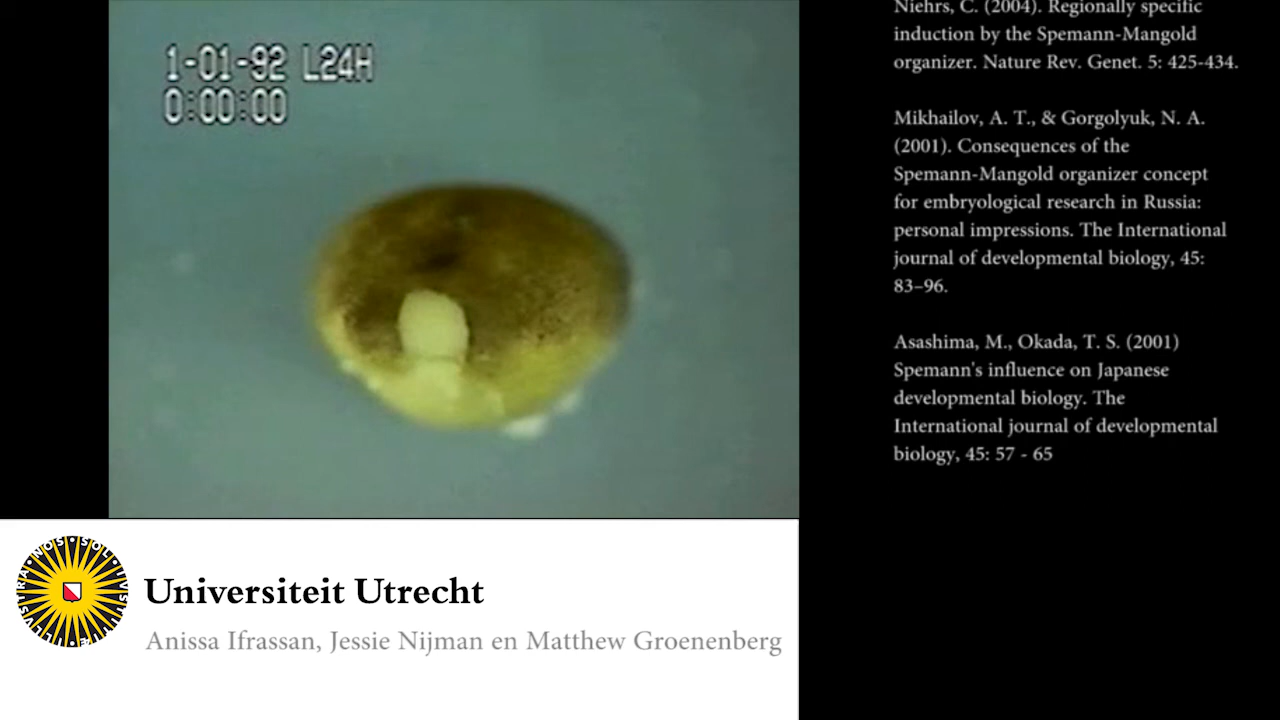 1-01-92 L24H
0:00:00
Niehrs, C. (2004). Regionally specific
induction by the Spemann-Mangold
organizer. Nature Rev. Genet. 5: 425-434.
Mikhailov, A. T., & Gorgolyuk, N. A.
(2001). Consequences of the
Spemann-Mangold organizer concept
for embryological research in Russia:
personal impressions. The International
journal of developmental biology, 45:
83–96.
Asashima, M., Okada, T. S. (2001)
Spemann's influence on Japanese
developmental biology. The
International journal of developmental
biology, 45: 57 - 65
Universiteit Utrecht
Anissa Ifrassan, Jessie Nijman en Matthew Groenenberg